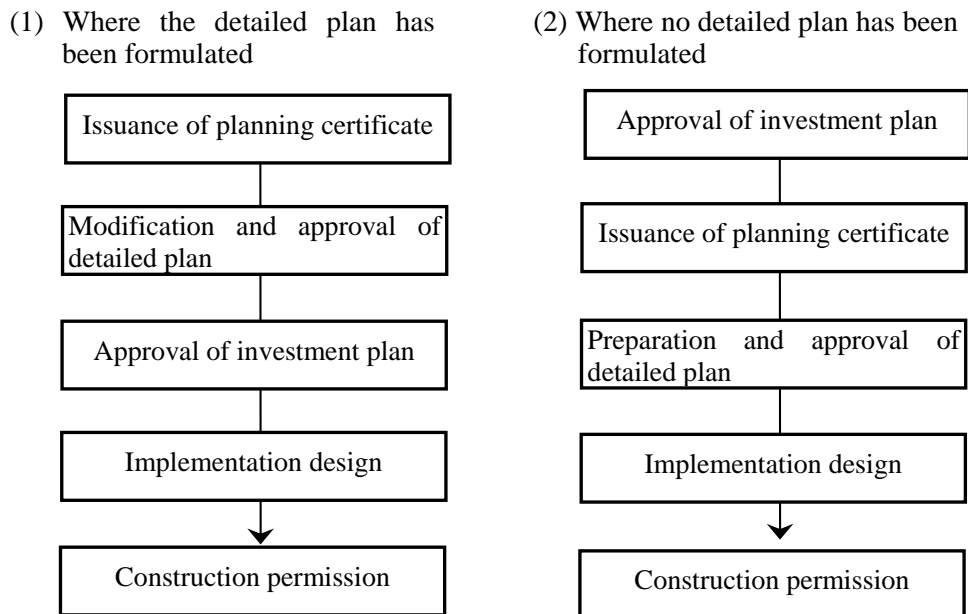 (1) Where the detailed plan has
been formulated
Issuance of planning certificate
Modification and approval of
detailed plan
Approval of investment plan
Implementation design
Construction permission
(2) Where no detailed plan has been
formulated
Approval of investment plan
Issuance of planning certificate
Preparation and approval of
detailed plan
Implementation design
Construction permission